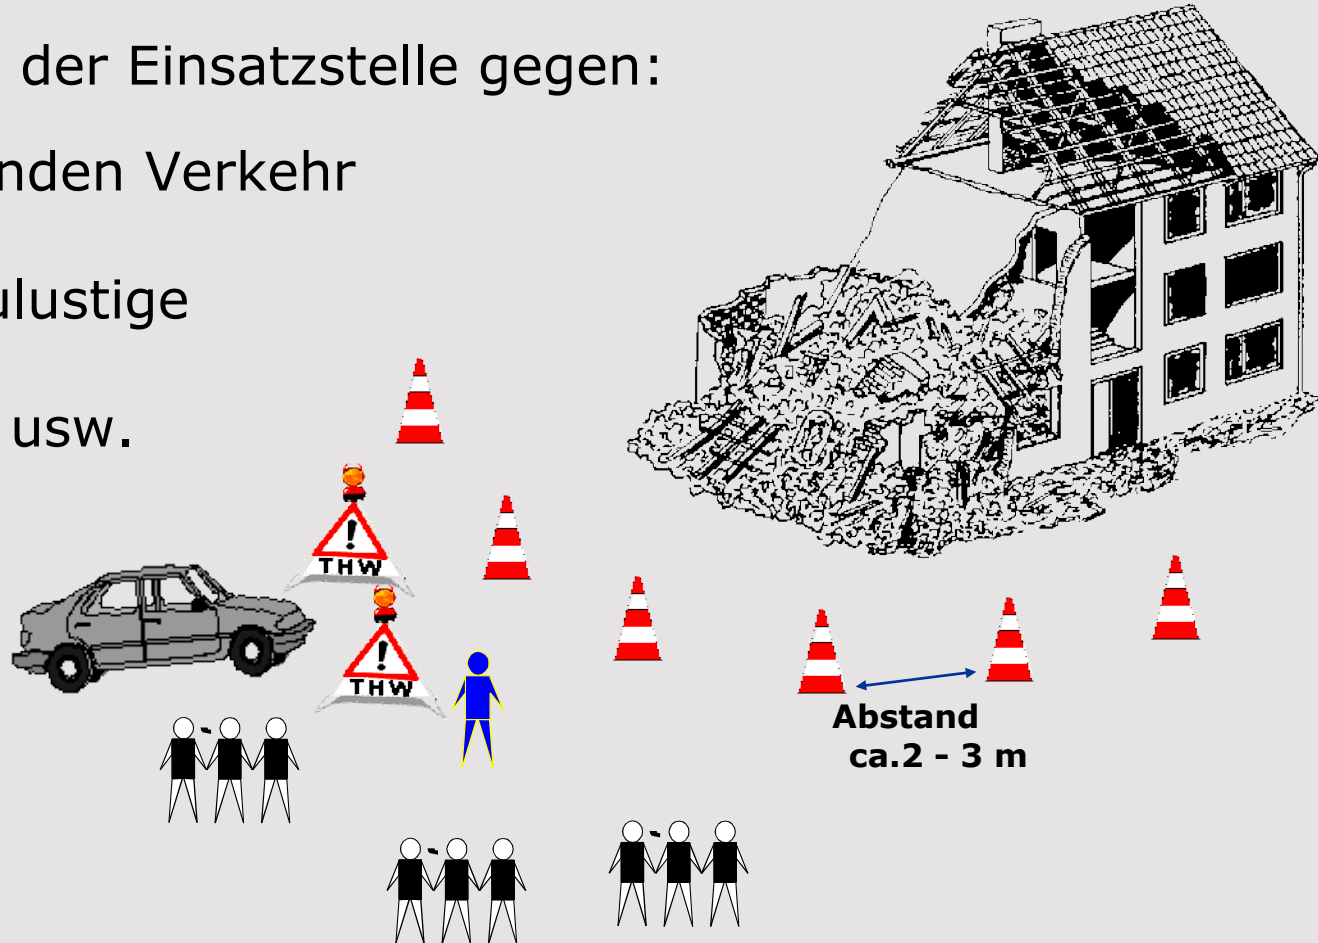 der Einsatzstelle gegen:
nden Verkehr
ulustige
usw.
THW
THW
Abstand
ca.2 - 3 m